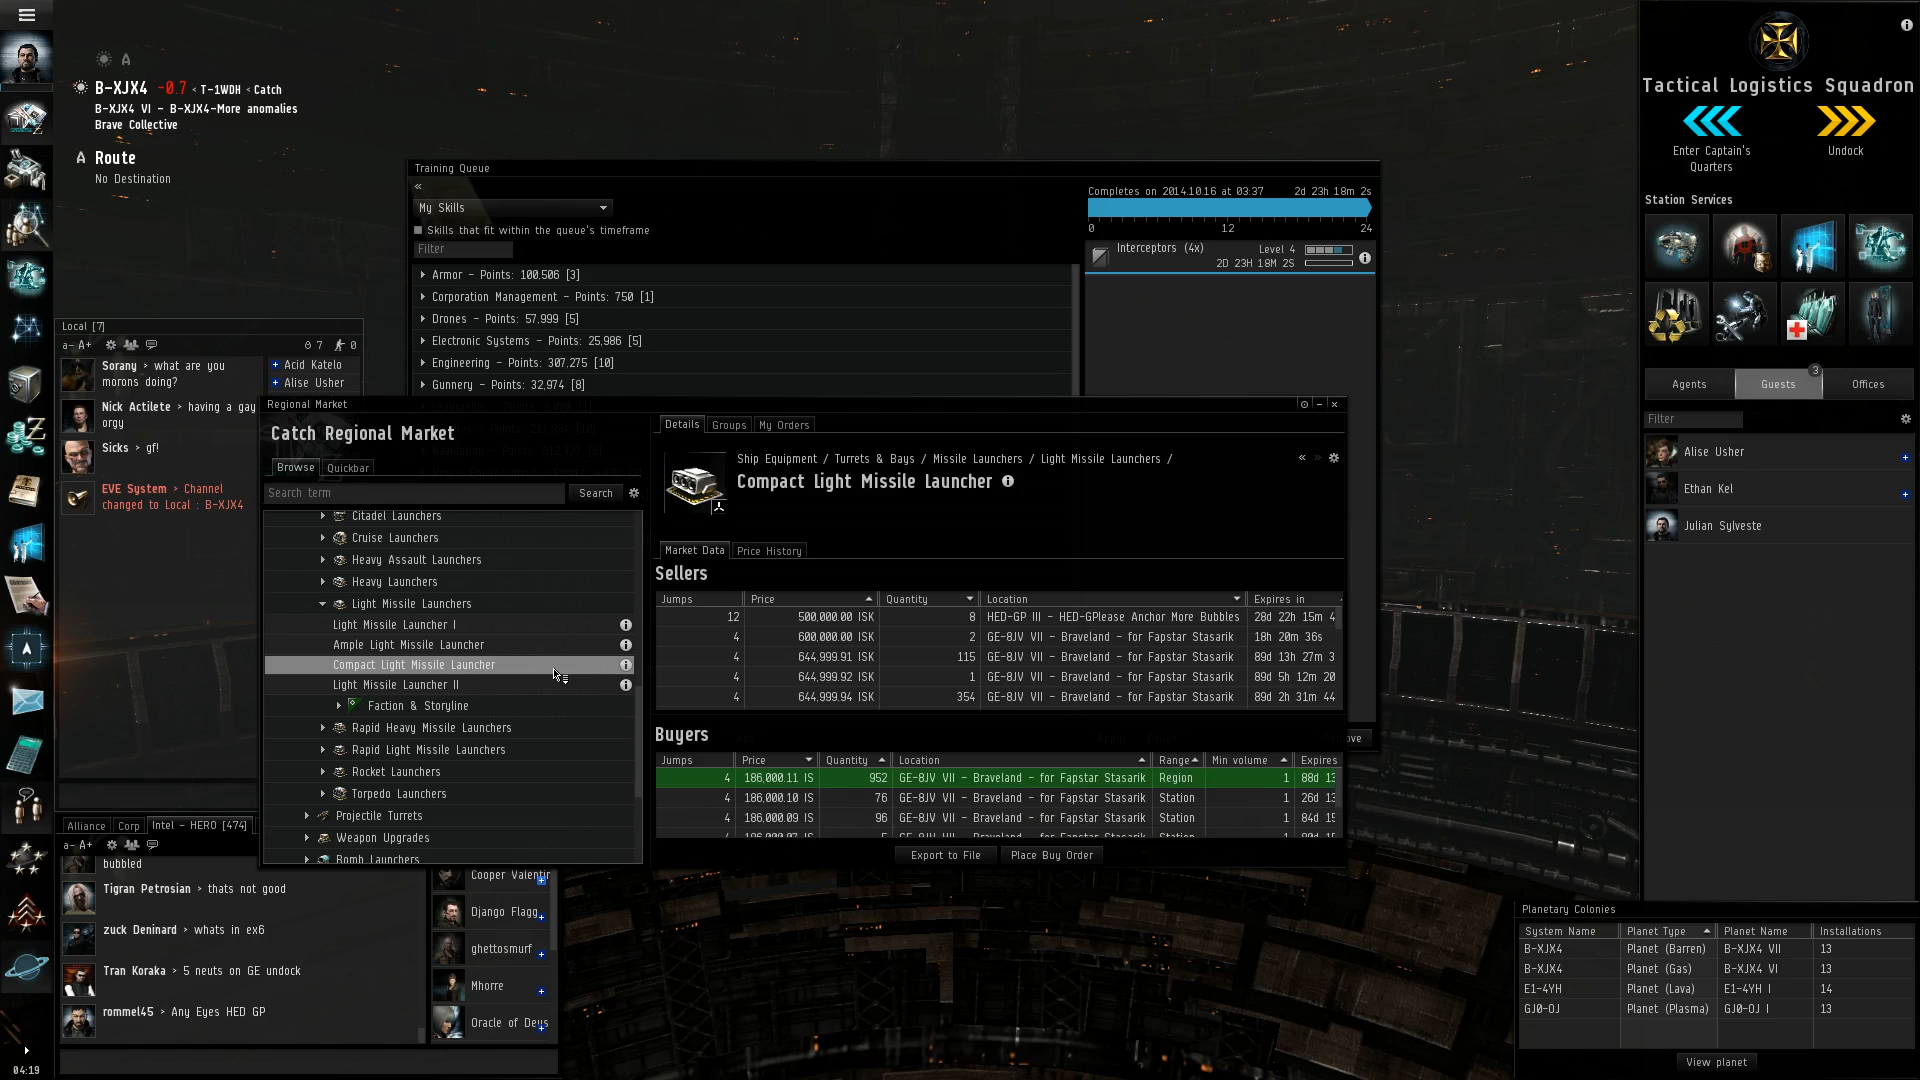 B-XJX4 -0.7 < T-1WDH < Catch
B-XJX4 VI - B-XJX4-More anomalies
Brave Collective
A Route
No Destination
Tactical Logistics Squadron
Enter Captain's Quarters
Undock
Station Services
Agents Guests 3 Offices
Filter
Alise Usher
Ethan Kel
Julian Sylveste
Training Queue
My Skills
Skills that fit within the queue's timeframe
Filter
Armor - Points: 100,506 [3]
Corporation Management - Points: 750 [1]
Drones - Points: 57,999 [5]
Electronic Systems - Points: 25,986 [5]
Engineering - Points: 307,275 [10]
Gunnery - Points: 32,974 [8]
Completes on 2014.10.16 at 03:37 2d 23h 18m 2s
0 12 24
Interceptors (4x) Level 4
2D 23H 18M 2S
Local [7]
a- A+ 7 0
Sorany > what are you
morons doing?
Nick Actilete > having a gay
orgy
Sicks > gf!
EVE System > Channel
changed to Local : B-XJX4
Acid Katelo
Alise Usher
Regional Market
Catch Regional Market
Browse Quickbar
Search term Search
Citadel Launchers
Cruise Launchers
Heavy Assault Launchers
Heavy Launchers
Light Missile Launchers
Light Missile Launcher I
Ample Light Missile Launcher
Compact Light Missile Launcher
Light Missile Launcher II
Faction & Storyline
Rapid Heavy Missile Launchers
Rapid Light Missile Launchers
Rocket Launchers
Torpedo Launchers
Projectile Turrets
Weapon Upgrades
Bomb Launchers
Details Groups My Orders
Ship Equipment / Turrets & Bays / Missile Launchers / Light Missile Launchers /
Compact Light Missile Launcher
Market Data Price History
Sellers
Jumps Price Quantity Location Expires in
12 500,000.00 ISK 8 HED-GP III - HED-GPlease Anchor More Bubbles 28d 22h 15m 4
4 600,000.00 ISK 2 GE-8JV VII - Braveland - for Fapstar Stasarik 18h 20m 36s
4 644,999.91 ISK 115 GE-8JV VII - Braveland - for Fapstar Stasarik 89d 13h 27m 3
4 644,999.92 ISK 1 GE-8JV VII - Braveland - for Fapstar Stasarik 89d 5h 12m 20
4 644,999.94 ISK 354 GE-8JV VII - Braveland - for Fapstar Stasarik 89d 2h 31m 44
Buyers
Jumps Price Quantity Location Range Min volume Expires
4 186,000.11 IS 952 GE-8JV VII - Braveland - for Fapstar Stasarik Region 1 88d 13
4 186,000.10 IS 76 GE-8JV VII - Braveland - for Fapstar Stasarik Station 1 26d 13
4 186,000.09 IS 96 GE-8JV VII - Braveland - for Fapstar Stasarik Station 1 84d 15
Export to File Place Buy Order
Alliance Corp Intel - HERO [474]
a- A+
bubbled
Tigran Petrosian > thats not good
zuck Deninard > whats in ex6
Tran Koraka > 5 neuts on GE undock
rommel45 > Any Eyes HED GP
Cooper Valentin
Django Flagg
ghettosmurf
Mhorre
Oracle of Deus
Planetary Colonies
System Name Planet Type Planet Name Installations
B-XJX4 Planet (Barren) B-XJX4 VII 13
B-XJX4 Planet (Gas) B-XJX4 VI 13
E1-4YH Planet (Lava) E1-4YH I 14
GJ0-OJ Planet (Plasma) GJ0-OJ I 13
View planet
04:19